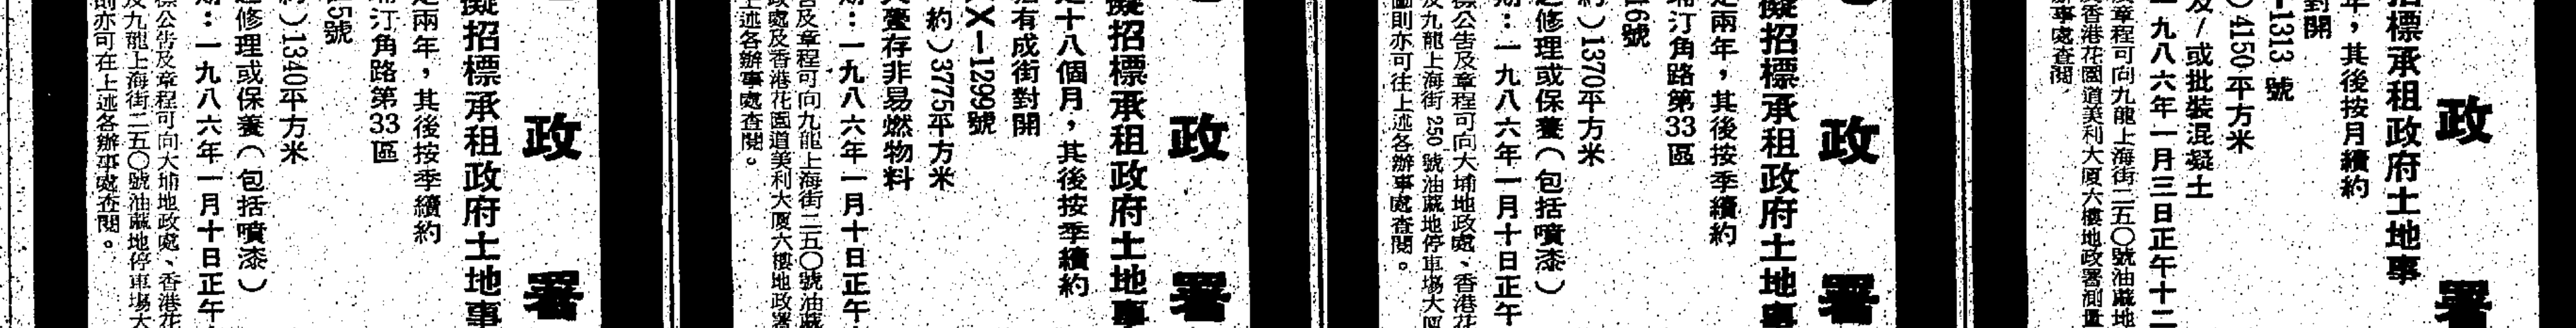 政署
招標承租政府土地事
年，其後按月續約
對開
-1313號
)4150平方米
及/或批裝混凝土
一九八六年一月三日正午十二
章程可向九龍上海街二五〇號油蔴地
香港花園道美利大厦六樓地政署測量
事處查閱。
政署
擬招標承租政府土地事
定兩年，其後按季續約
汀角路第33區
16號
約)1370平方米
修理或保養(包括噴漆)
期：一九八六年一月十日正午
標公告及章程可向大埔地政處、香港花
及九龍上海街250號油蔴地停車場大厦
圖則亦可往上述各辦事處查閱。
政署
擬招標承租政府土地事
十八個月，其後按季續約
有成街對開
X-1299號
約)3775平方米
存非易燃物料
期：一九八六年一月十日正午
告及章程可向九龍上海街二五〇號油蔴
政處及香港花園道美利大厦六樓地政署
上述各辦事處查閱。
政署
擬招標承租政府土地事
定兩年，其後按季續約
汀角路第33區
5號
約)1340平方米
修理或保養(包括噴漆)
期：一九八六年一月十日正午
標公告及章程可向大埔地政處、香港花
及九龍上海街二五〇號油蔴地停車場大
則亦可在上述各辦事處查閱。